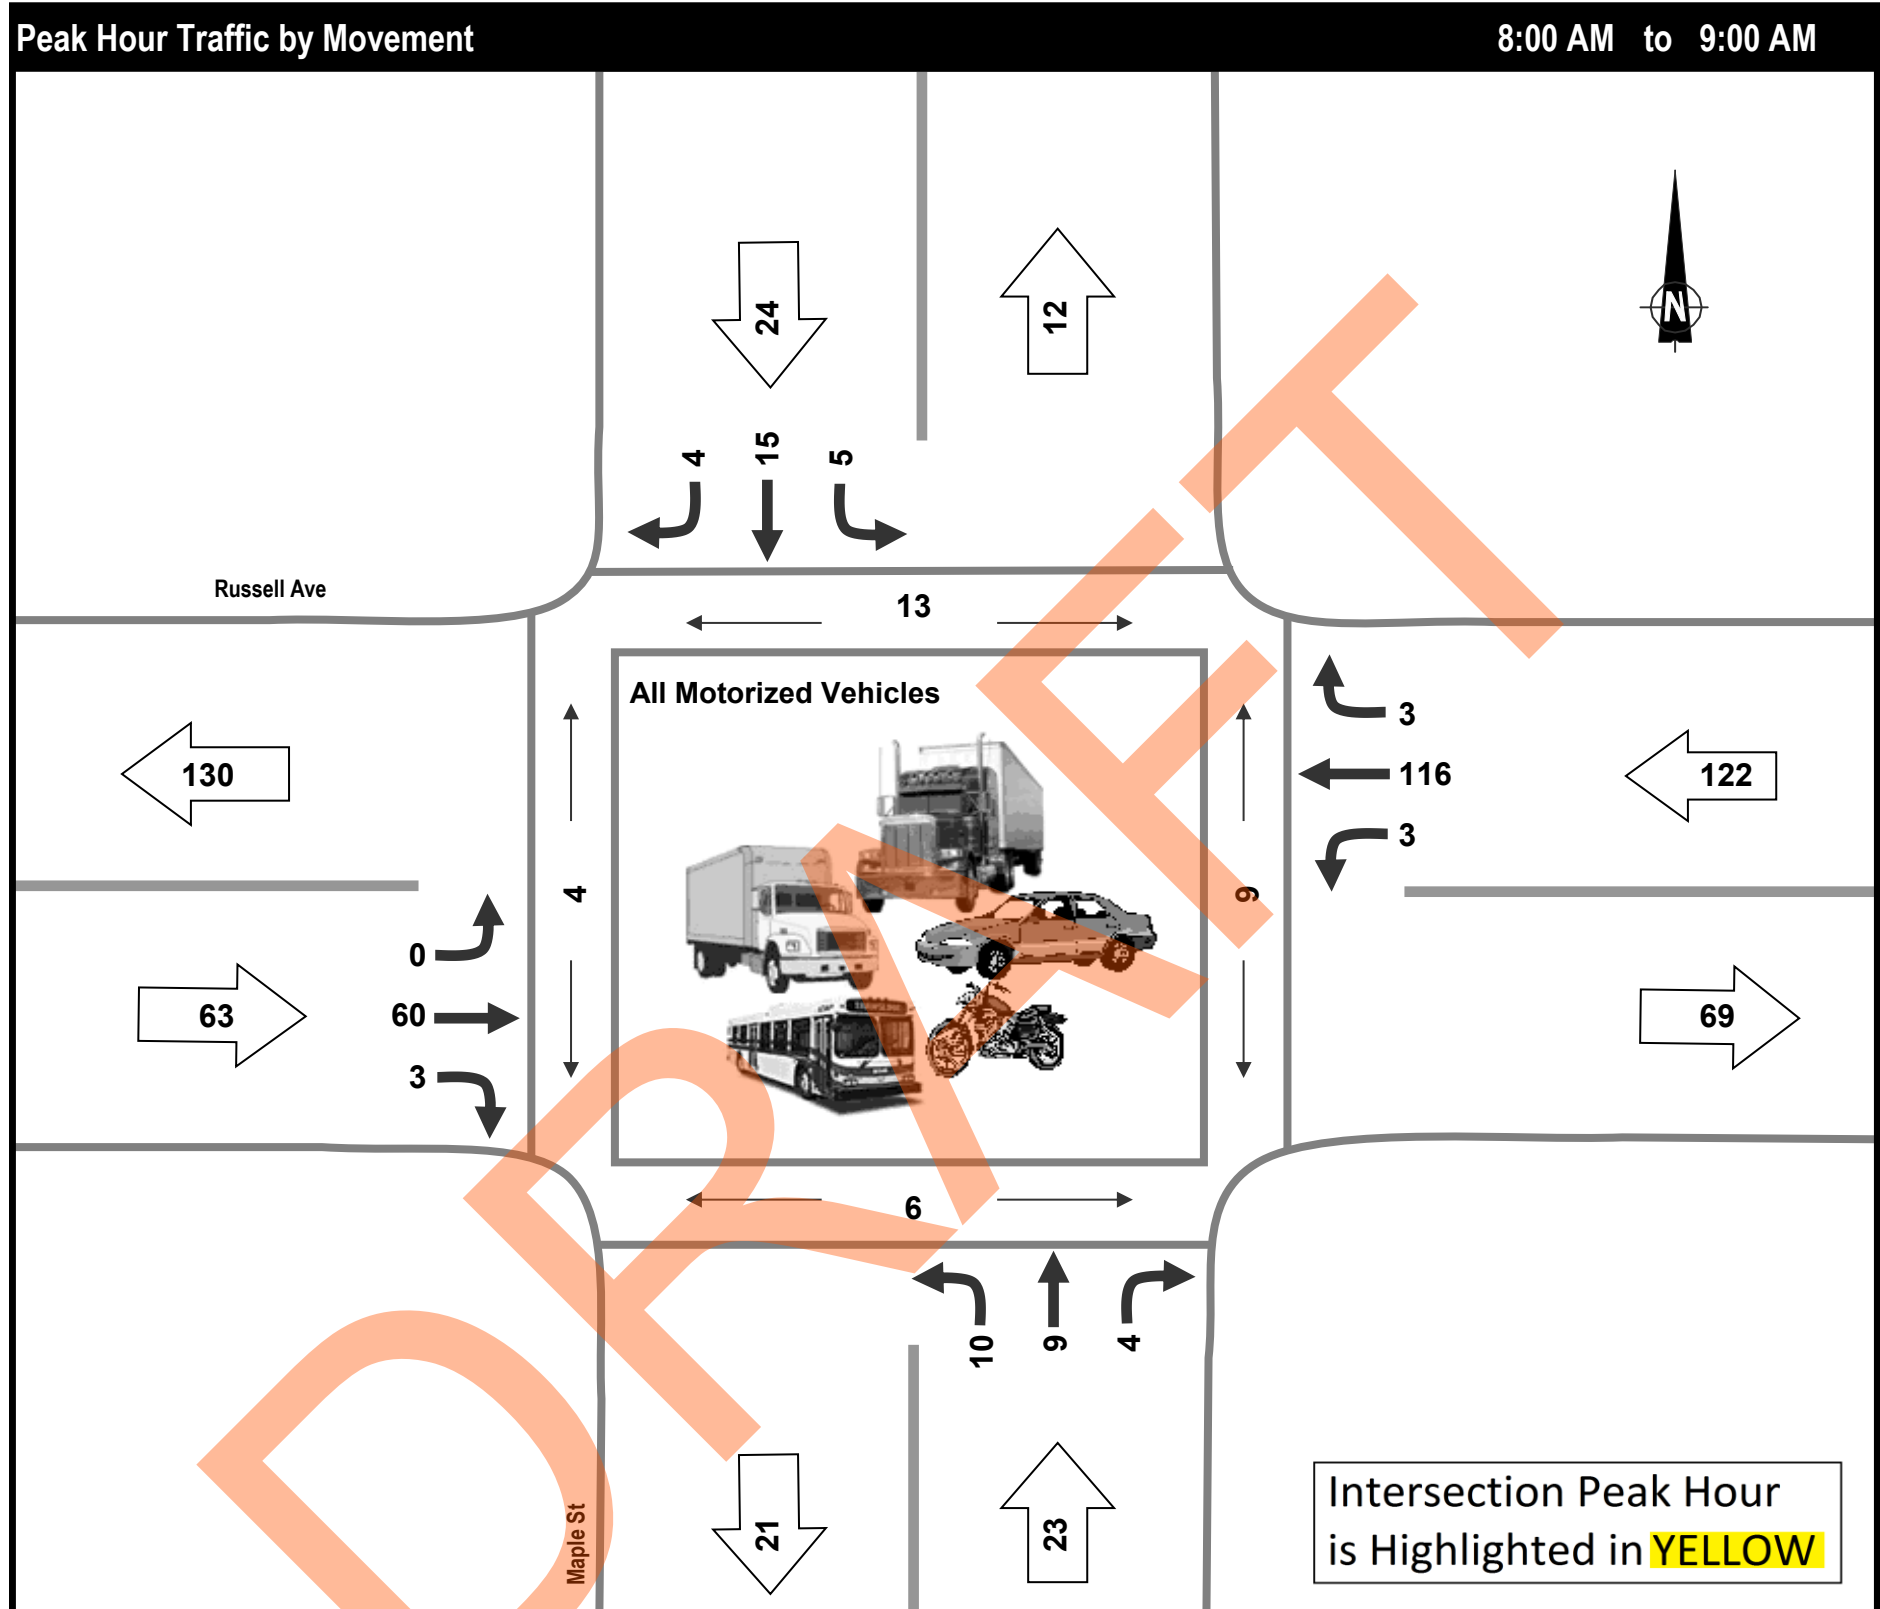 Peak Hour Traffic by Movement 8:00 AM to 9:00 AM
24
12
N
4 15 5
Russell Ave
13
All Motorized Vehicles
3
130
116
122
3
4
9
0
63
60
69
3
6
10 9 4
Maple St
21
23
Intersection Peak Hour
is Highlighted in YELLOW
DRAFT